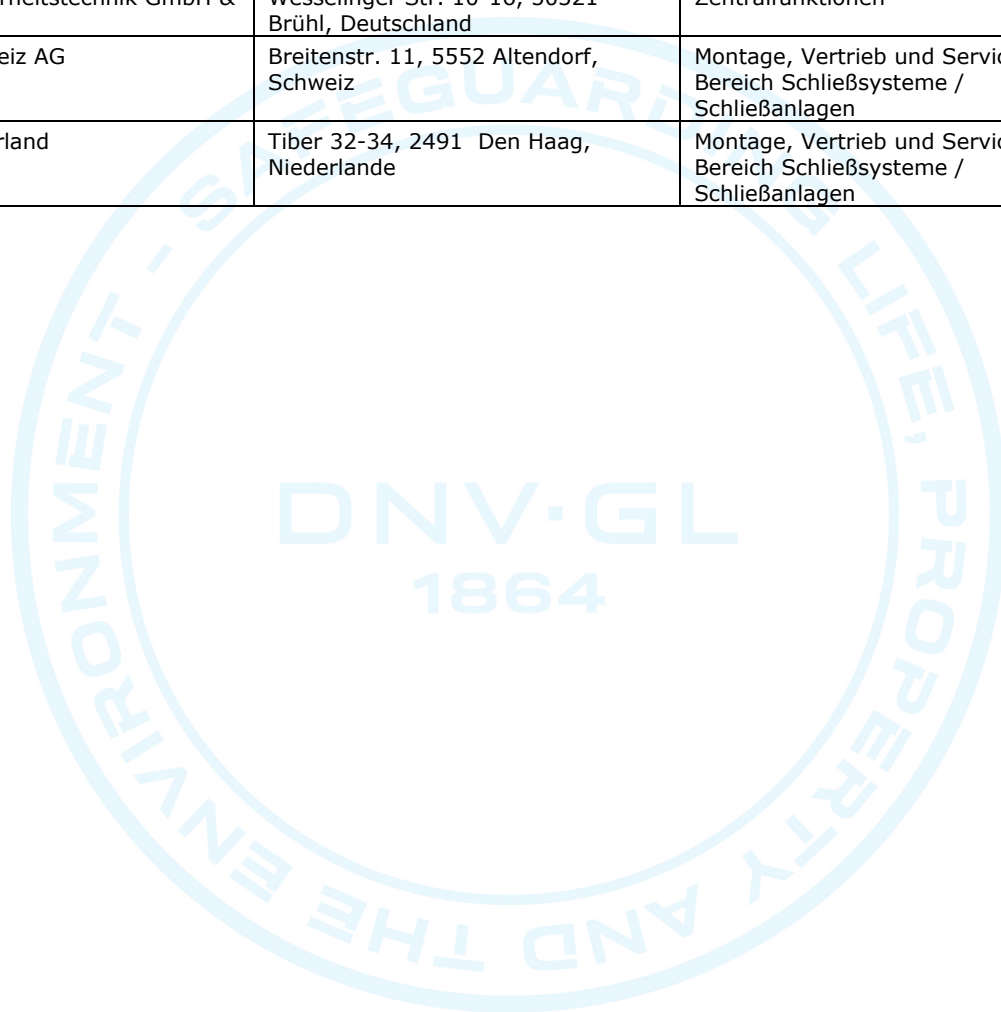 rheitstechnik GmbH &
Wesselinger Str. 10-16, 50321
Brühl, Deutschland
Zentralfunktionen
eiz AG
Breitenstr. 11, 5552 Altendorf,
Schweiz
Montage, Vertrieb und Servic
Bereich Schließsysteme /
Schließanlagen
rland
Tiber 32-34, 2491 Den Haag,
Niederlande
Montage, Vertrieb und Servic
Bereich Schließsysteme /
Schließanlagen
SAFEGUARDING LIFE, PROPERTY AND THE ENVIRONMENT -
DNV·GL
1864